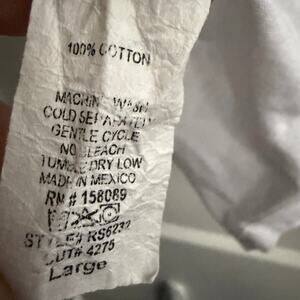 100% COTTON
MACHINE WASH
COLD SEPARATELY
GENTLE CYCLE
NO BLEACH
TUMBLE DRY LOW
MADE IN MEXICO
RN # 158089
STYLE# RS6232
CUT# 4275
Large